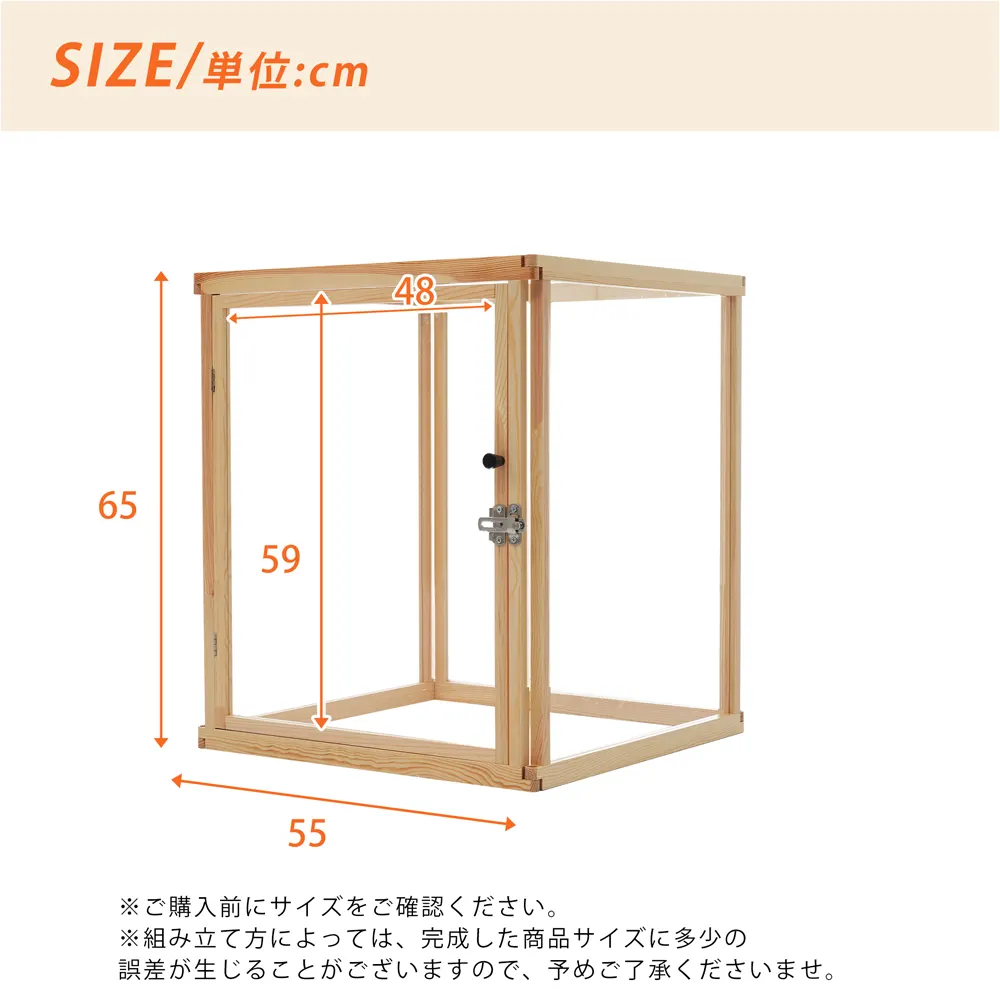 SIZE/単位:cm
48
65
59
55
※ご購入前にサイズをご確認ください。
※組み立て方によっては、完成した商品サイズに多少の
誤差が生じることがございますので、予めご了承くださいませ。